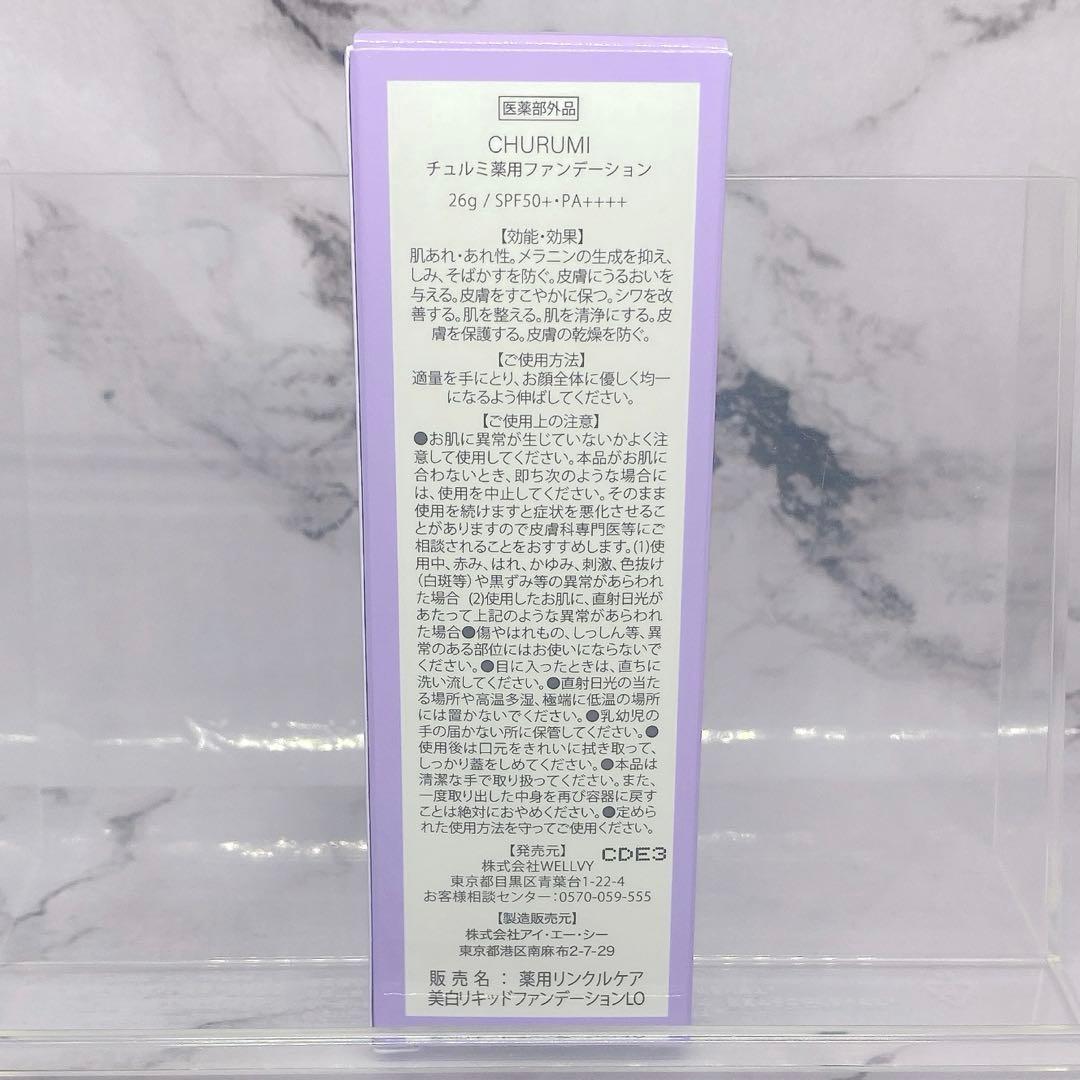 医薬部外品
CHURUMI
チュルミ薬用ファンデーション
26g / SPF50+・PA++++
【効能・効果】
肌あれ・あれ性。メラニンの生成を抑え、
しみ、そばかすを防ぐ。皮膚にうるおいを
与える。皮膚をすこやかに保つ。シワを改
善する。肌を整える。肌を清浄にする。皮
膚を保護する。皮膚の乾燥を防ぐ。
【ご使用方法】
適量を手にとり、お顔全体に優しく均一
になるよう伸ばしてください。
【ご使用上の注意】
●お肌に異常が生じていないかよく注
意して使用してください。本品がお肌に
合わないとき、即ち次のような場合に
は、使用を中止してください。そのまま
使用を続けますと症状を悪化させるこ
とがありますので皮膚科専門医等にご
相談されることをおすすめします。(1)使
用中、赤み、はれ、かゆみ、刺激、色抜け
(白斑等)や黒ずみ等の異常があらわれ
た場合 (2)使用したお肌に、直射日光が
あたって上記のような異常があらわれ
た場合●傷やはれもの、しっしん等、異
常のある部位にはお使いにならないで
ください。●目に入ったときは、直ちに
洗い流してください。●直射日光の当た
る場所や高温多湿、極端に低温の場所
には置かないでください。●乳幼児の
手の届かない所に保管してください。●
使用後は口元をきれいに拭き取って、
しっかり蓋をしめてください。●本品は
清潔な手で取り扱ってください。また、
一度取り出した中身を再び容器に戻す
ことは絶対におやめください。●定めら
れた使用方法を守ってご使用ください。
【発売元】
CDE3
株式会社WELLVY
東京都目黒区青葉台1-22-4
お客様相談センター:0570-059-555
【製造販売元】
株式会社アイ・エー・シー
東京都港区南麻布2-7-29
販売名：薬用リンクルケア
美白リキッドファンデーションLO